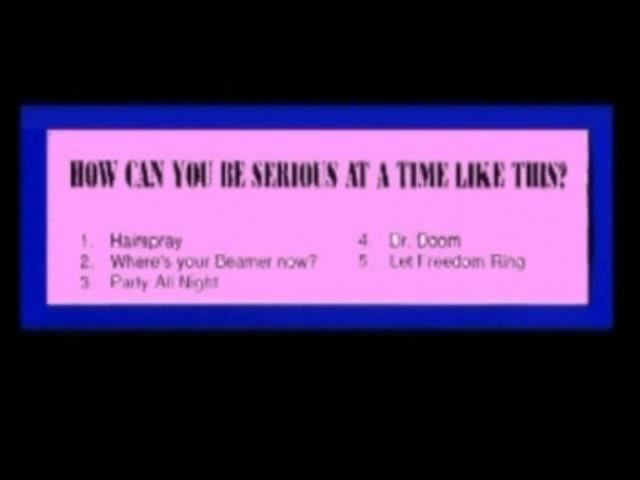 HOW CAN YOU BE SERIOUS AT A TIME LIKE THIS?
1. Hairspray
2. Where's your Beamer now?
3. Party All Night
4. Dr. Doom
5. Let Freedom Ring